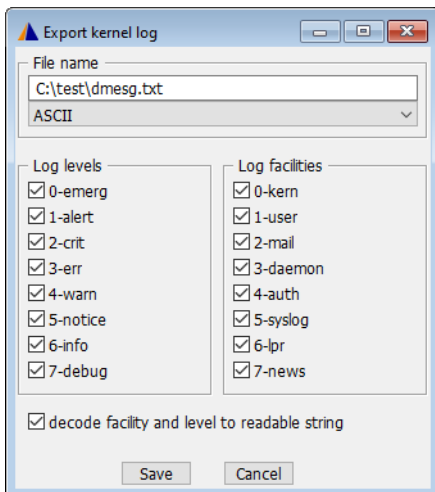 Export kernel log
File name
C:\test\dmesg.txt
ASCII
Log levels
0-emerg
1-alert
2-crit
3-err
4-warn
5-notice
6-info
7-debug
Log facilities
0-kern
1-user
2-mail
3-daemon
4-auth
5-syslog
6-lpr
7-news
decode facility and level to readable string
Save
Cancel